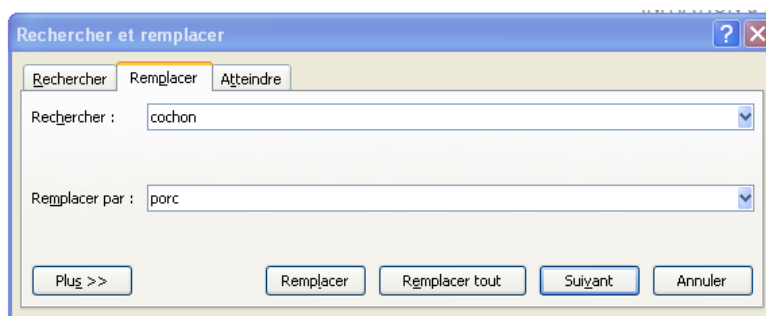 Rechercher et remplacer
Rechercher Remplacer Atteindre
Rechercher : cochon
Remplacer par : porc
Plus >> Remplacer Remplacer tout Suivant Annuler